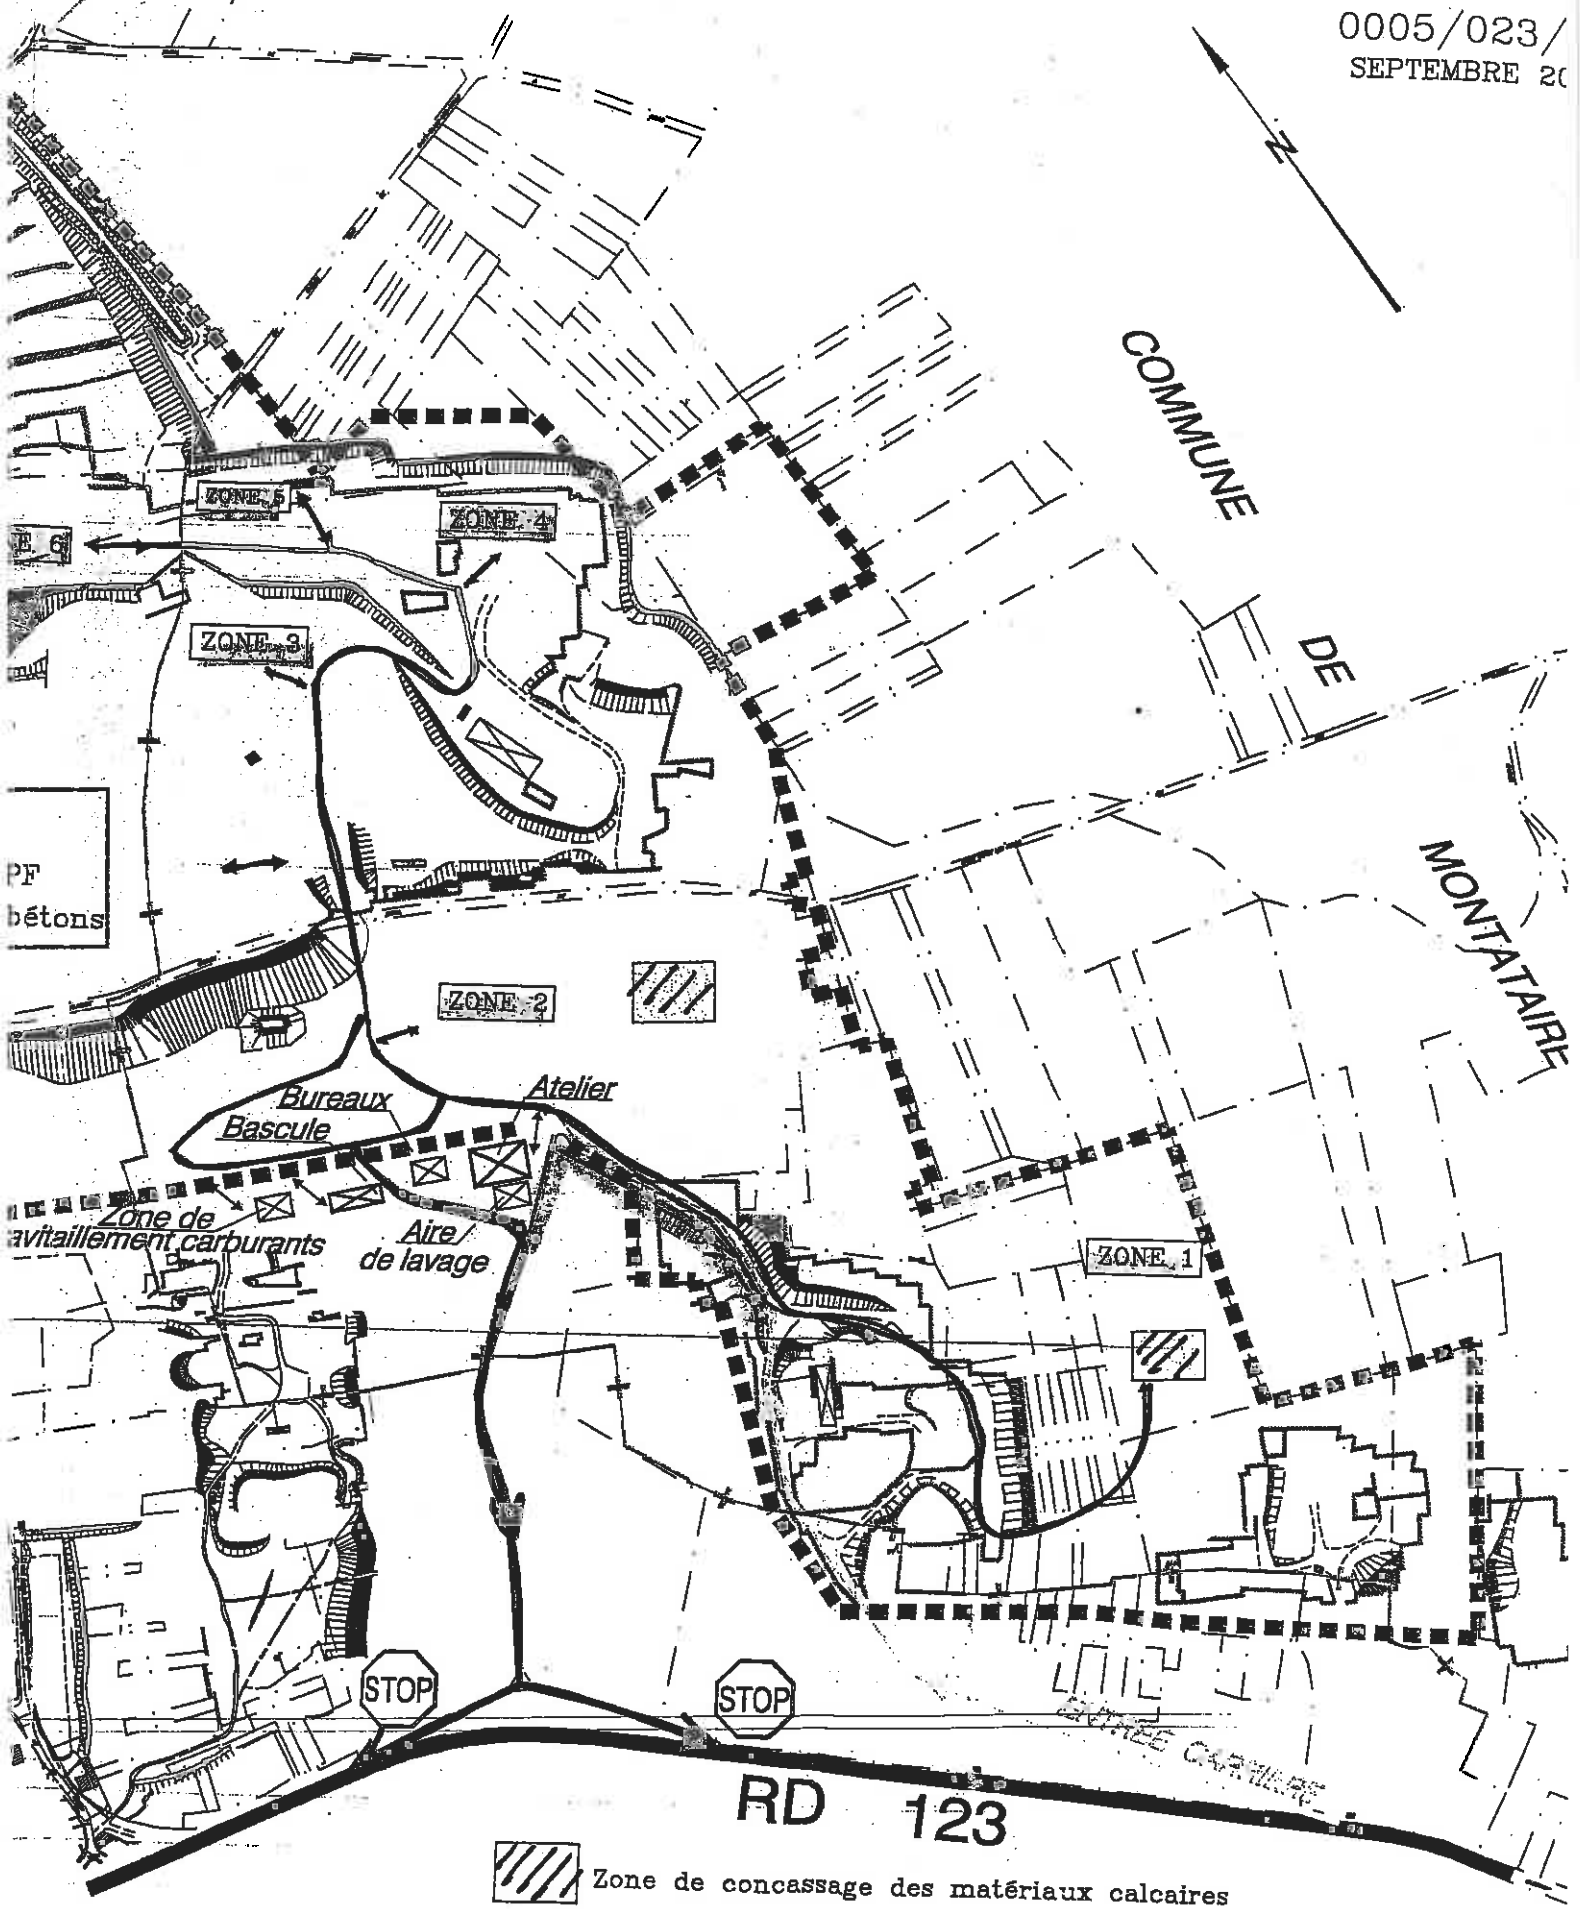 0005/023/
SEPTEMBRE 20
N
COMMUNE
DE
MONTATAIRE
ZONE 5
ZONE 4
E 6
ZONE 3
PF
bétons
ZONE 2
Atelier
Bureaux
Bascule
Zone de
avitaillement carburants
Aire
de lavage
ZONE 1
STOP
STOP
ENTREE CARRIERE
RD 123
Zone de concassage des matériaux calcaires